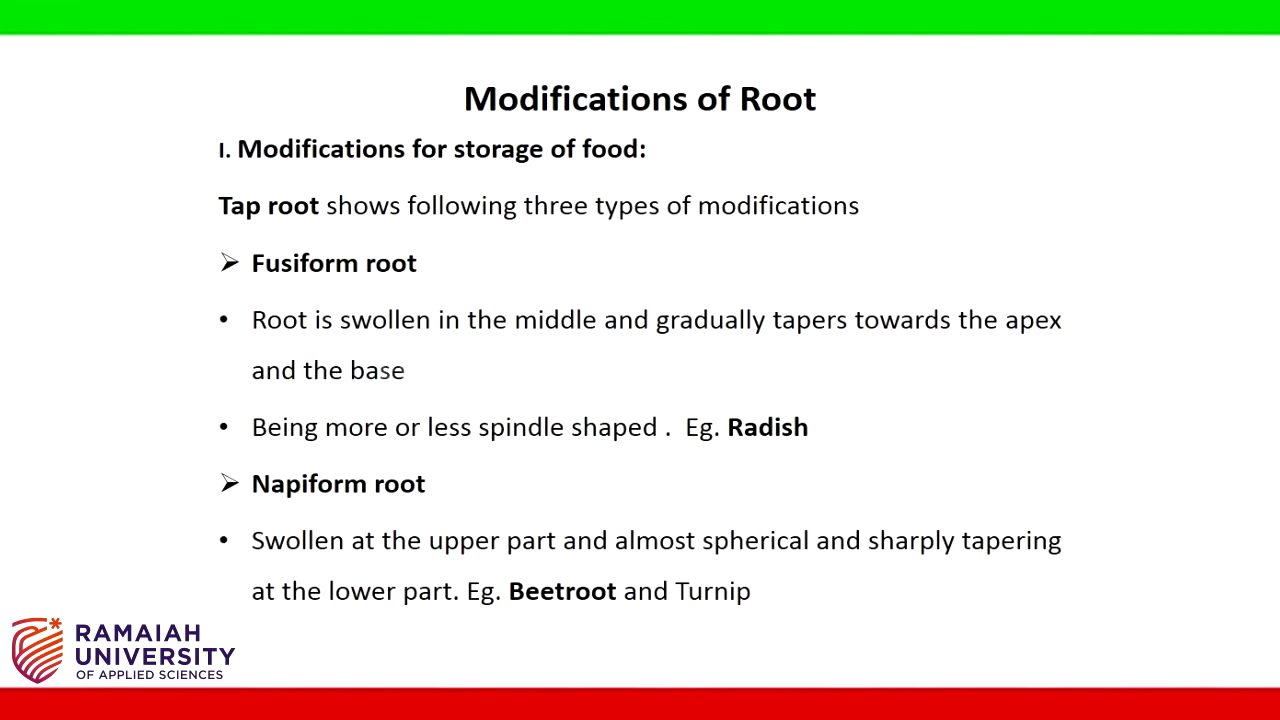 Modifications of Root
I. Modifications for storage of food:
Tap root shows following three types of modifications
➢ Fusiform root
• Root is swollen in the middle and gradually tapers towards the apex
and the base
• Being more or less spindle shaped .  Eg. Radish
➢ Napiform root
• Swollen at the upper part and almost spherical and sharply tapering
at the lower part. Eg. Beetroot and Turnip
RAMAIAH
UNIVERSITY
OF APPLIED SCIENCES